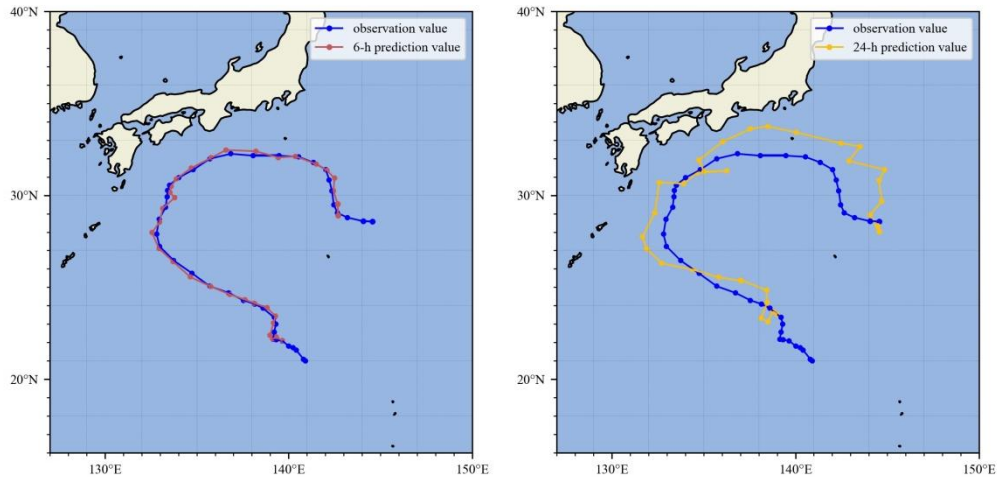 40°N
30°N
20°N
130°E
140°E
150°E
observation value
6-h prediction value
40°N
30°N
20°N
130°E
140°E
150°E
observation value
24-h prediction value